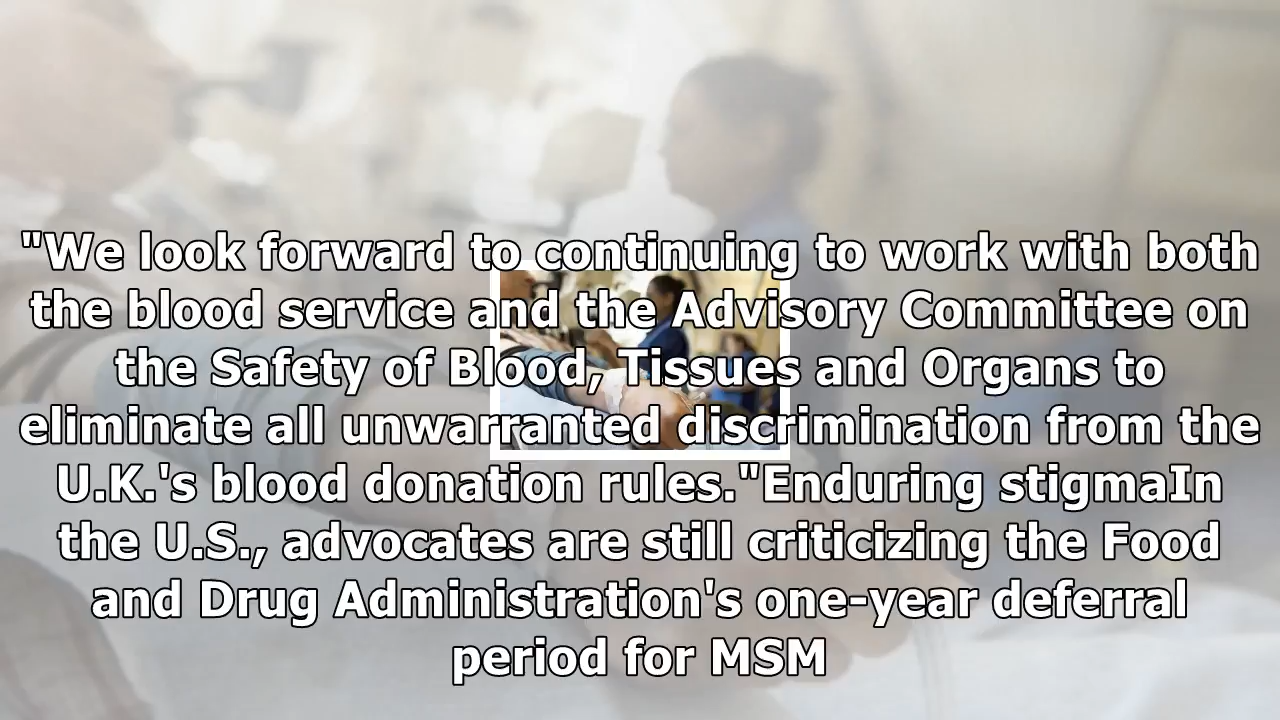 "We look forward to continuing to work with both
the blood service and the Advisory Committee on
the Safety of Blood, Tissues and Organs to
eliminate all unwarranted discrimination from the
U.K.'s blood donation rules."Enduring stigmaIn
the U.S., advocates are still criticizing the Food
and Drug Administration's one-year deferral
period for MSM